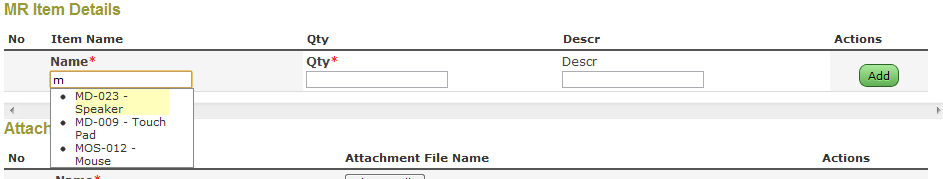 MR Item Details
No Item Name Qty Descr Actions
Name* Qty* Descr
m
Add
MD-023 -
Speaker
MD-009 - Touch
Pad
MOS-012 -
Mouse
Attach
No Attachment File Name Actions
Name*